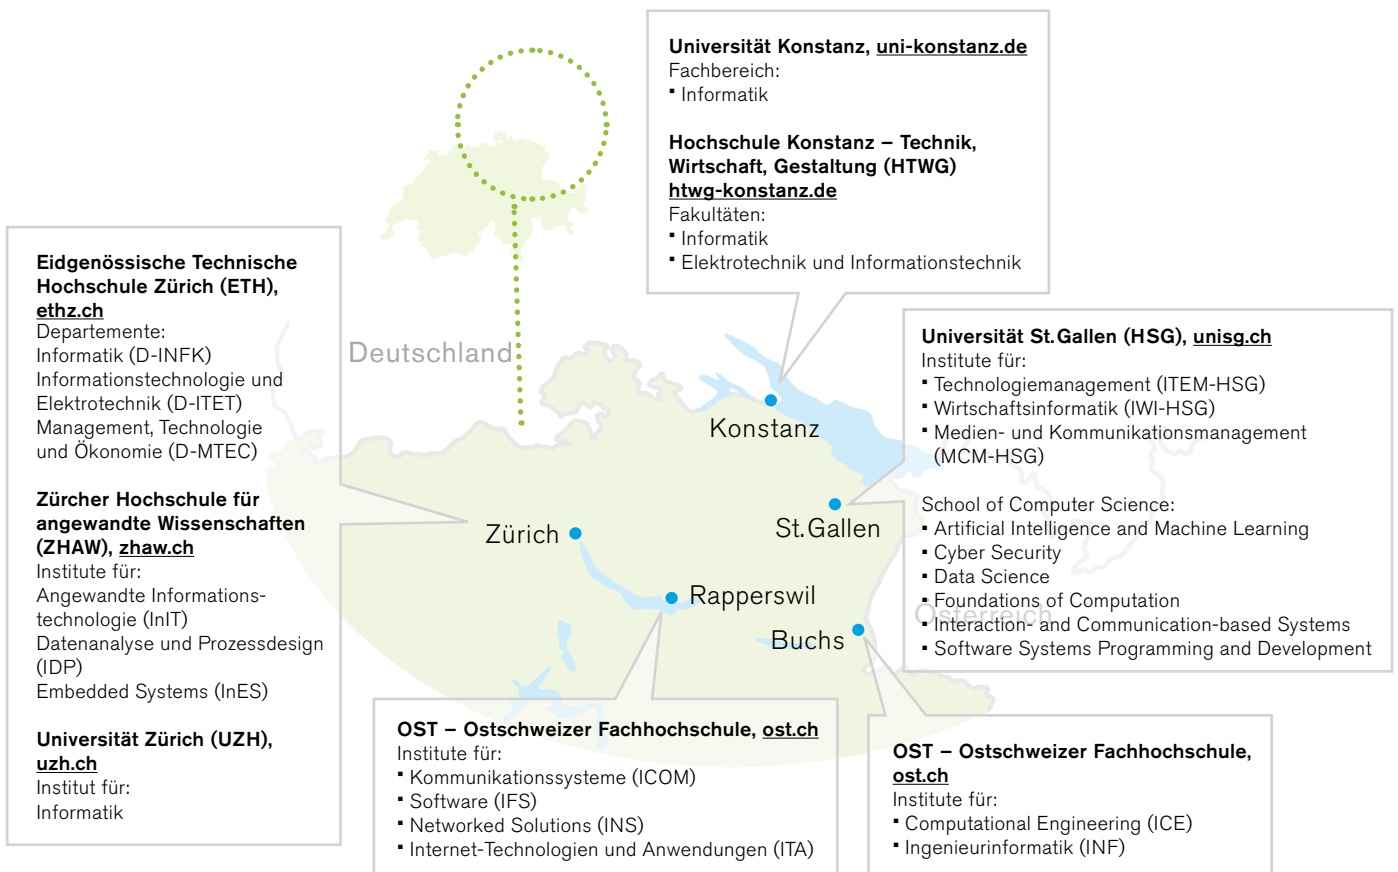 Universität Konstanz, uni-konstanz.de
Fachbereich:
▪ Informatik
Hochschule Konstanz – Technik,
Wirtschaft, Gestaltung (HTWG)
htwg-konstanz.de
Fakultäten:
▪ Informatik
▪ Elektrotechnik und Informationstechnik
Eidgenössische Technische
Hochschule Zürich (ETH),
ethz.ch
Departemente:
Informatik (D-INFK)
Informationstechnologie und
Elektrotechnik (D-ITET)
Management, Technologie
und Ökonomie (D-MTEC)
Zürcher Hochschule für
angewandte Wissenschaften
(ZHAW), zhaw.ch
Institute für:
Angewandte Informations-
technologie (InIT)
Datenanalyse und Prozessdesign
(IDP)
Embedded Systems (InES)
Universität Zürich (UZH),
uzh.ch
Institut für:
Informatik
Deutschland
Konstanz
St.Gallen
Zürich
Rapperswil
Buchs
Österreich
Universität St.Gallen (HSG), unisg.ch
Institute für:
▪ Technologiemanagement (ITEM-HSG)
▪ Wirtschaftsinformatik (IWI-HSG)
▪ Medien- und Kommunikationsmanagement
(MCM-HSG)
School of Computer Science:
▪ Artificial Intelligence and Machine Learning
▪ Cyber Security
▪ Data Science
▪ Foundations of Computation
▪ Interaction- and Communication-based Systems
▪ Software Systems Programming and Development
OST – Ostschweizer Fachhochschule, ost.ch
Institute für:
▪ Kommunikationssysteme (ICOM)
▪ Software (IFS)
▪ Networked Solutions (INS)
▪ Internet-Technologien und Anwendungen (ITA)
OST – Ostschweizer Fachhochschule,
ost.ch
Institute für:
▪ Computational Engineering (ICE)
▪ Ingenieurinformatik (INF)